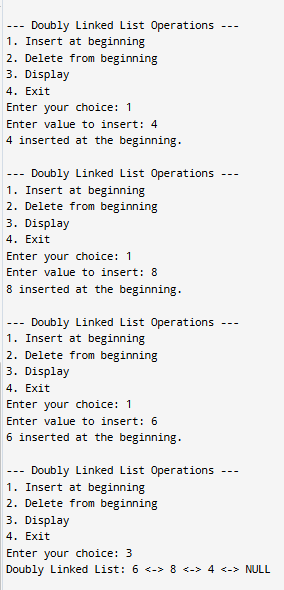 --- Doubly Linked List Operations ---
1. Insert at beginning
2. Delete from beginning
3. Display
4. Exit
Enter your choice: 1
Enter value to insert: 4
4 inserted at the beginning.
--- Doubly Linked List Operations ---
1. Insert at beginning
2. Delete from beginning
3. Display
4. Exit
Enter your choice: 1
Enter value to insert: 8
8 inserted at the beginning.
--- Doubly Linked List Operations ---
1. Insert at beginning
2. Delete from beginning
3. Display
4. Exit
Enter your choice: 1
Enter value to insert: 6
6 inserted at the beginning.
--- Doubly Linked List Operations ---
1. Insert at beginning
2. Delete from beginning
3. Display
4. Exit
Enter your choice: 3
Doubly Linked List: 6 <-> 8 <-> 4 <-> NULL